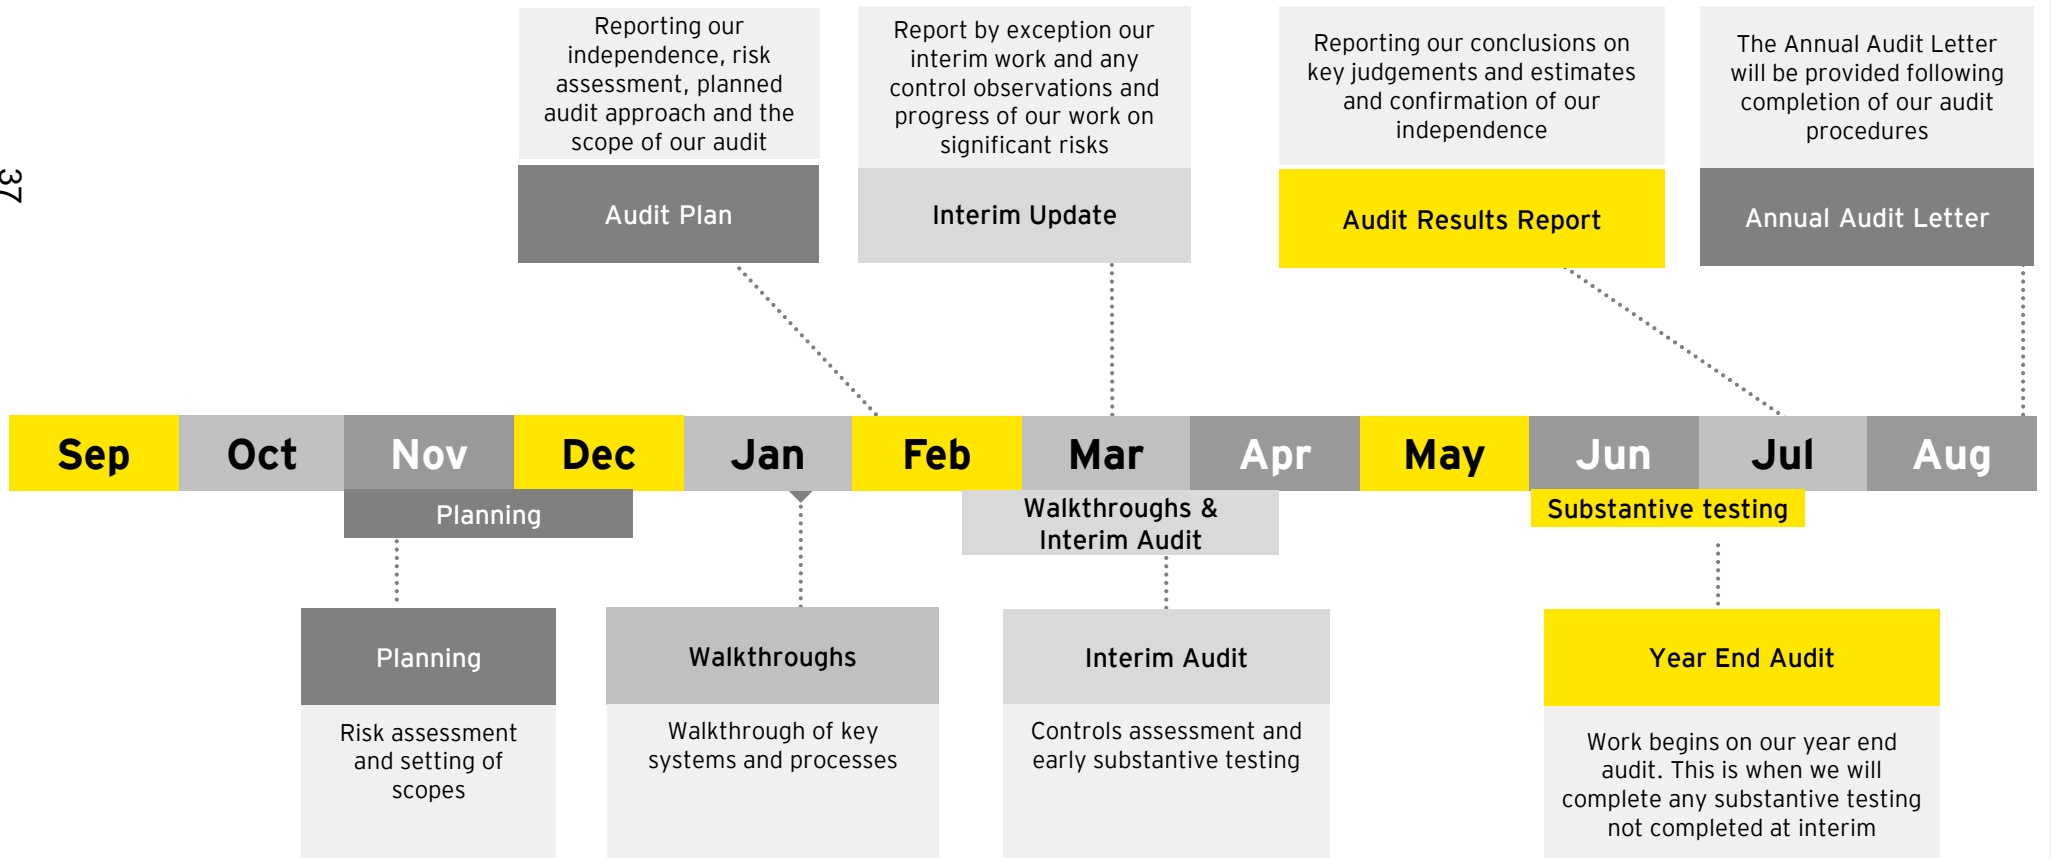 Reporting our
independence, risk
assessment, planned
audit approach and the
scope of our audit
Audit Plan
Report by exception our
interim work and any
control observations and
progress of our work on
significant risks
Interim Update
Reporting our conclusions on
key judgements and estimates
and confirmation of our
independence
Audit Results Report
The Annual Audit Letter
will be provided following
completion of our audit
procedures
Annual Audit Letter
37
Sep
Oct
Nov
Dec
Jan
Feb
Mar
Apr
May
Jun
Jul
Aug
Planning
Walkthroughs &
Interim Audit
Substantive testing
Planning
Risk assessment
and setting of
scopes
Walkthroughs
Walkthrough of key
systems and processes
Interim Audit
Controls assessment and
early substantive testing
Year End Audit
Work begins on our year end
audit. This is when we will
complete any substantive testing
not completed at interim